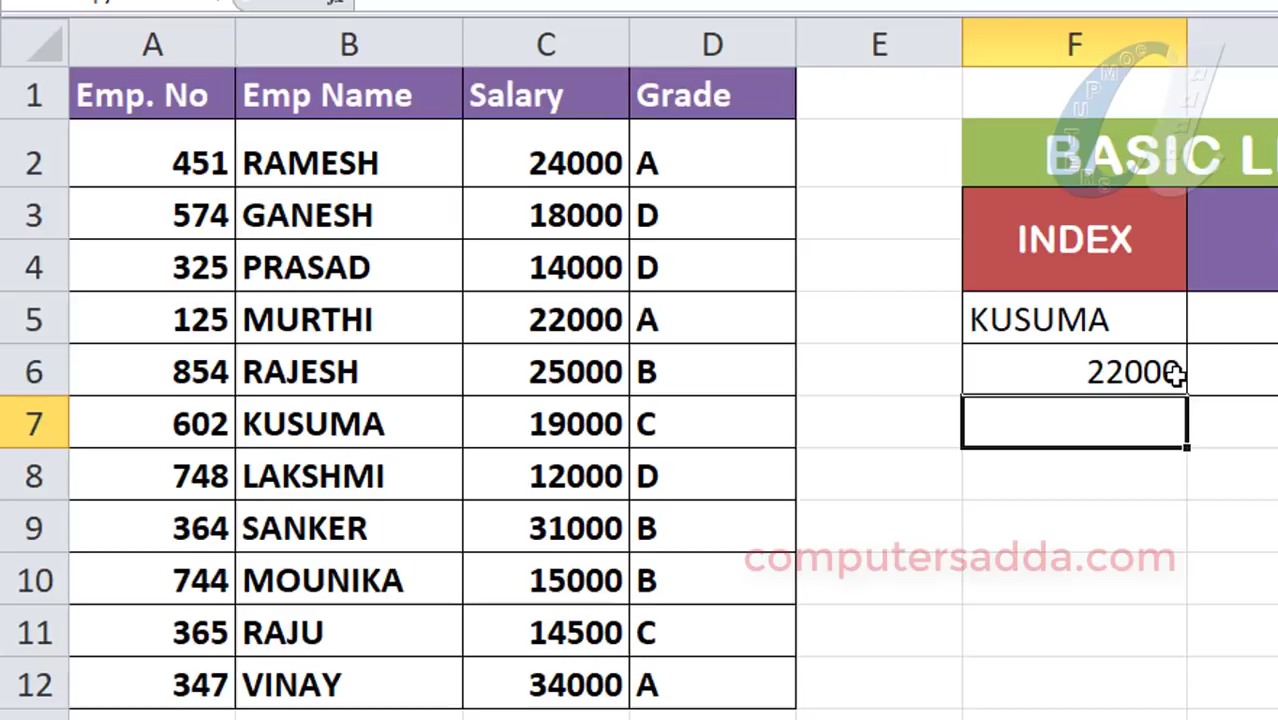 A B C D E F
1 Emp. No Emp Name Salary Grade
2 451 RAMESH 24000 A BASIC
3 574 GANESH 18000 D INDEX
4 325 PRASAD 14000 D
5 125 MURTHI 22000 A KUSUMA
6 854 RAJESH 25000 B 22000
7 602 KUSUMA 19000 C
8 748 LAKSHMI 12000 D
9 364 SANKER 31000 B
computersadda.com
10 744 MOUNIKA 15000 B
11 365 RAJU 14500 C
12 347 VINAY 34000 A